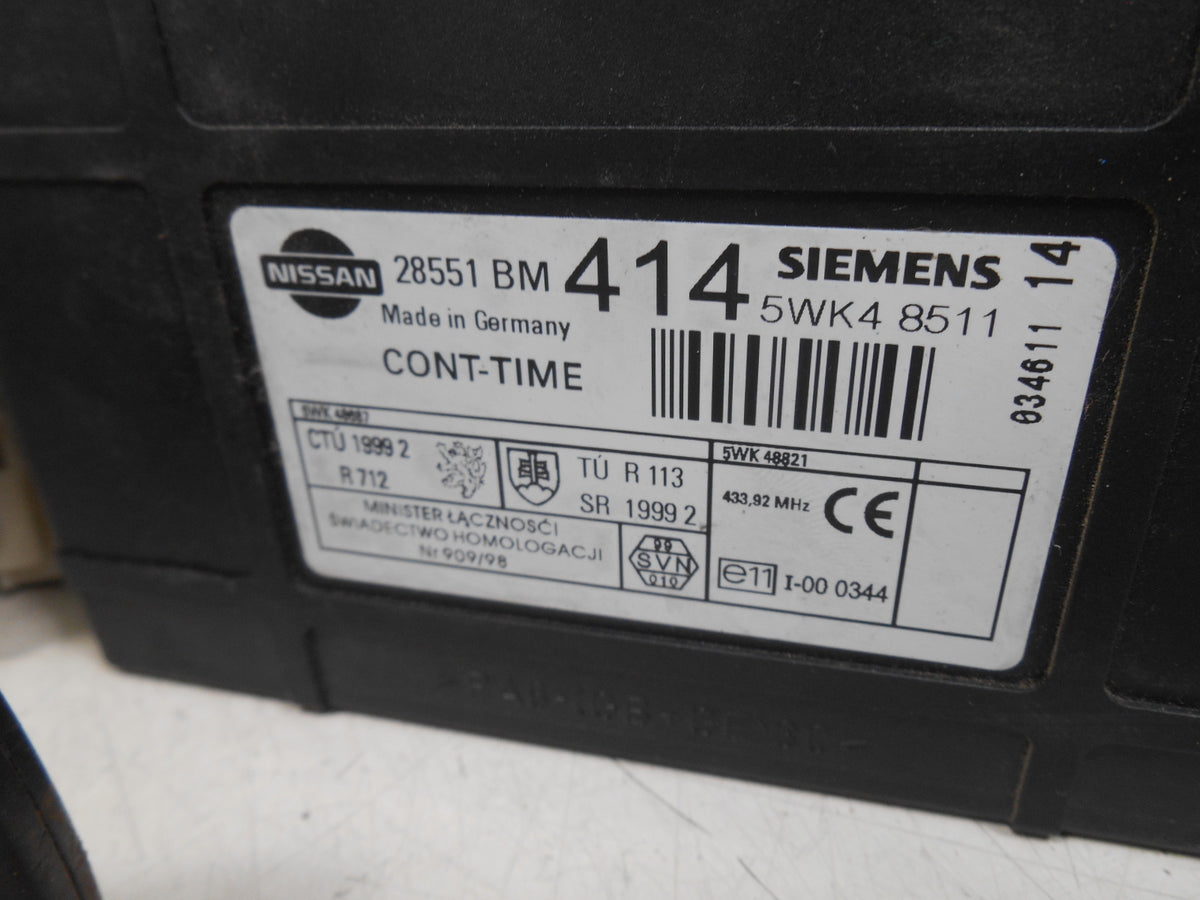 NISSAN
28551 BM 414
Made in Germany
CONT-TIME
SIEMENS
5WK4 8511
034611 14
5WK 48687
CTÚ 1999 2
R 712
TÚ R 113
SR 1999 2
MINISTER ŁĄCZNOŚCI
ŚWIADECTWO HOMOLOGACJI
Nr 909/98
99
SVN
010
5WK 48821
433,92 MHz
CE
e11 I-00 0344